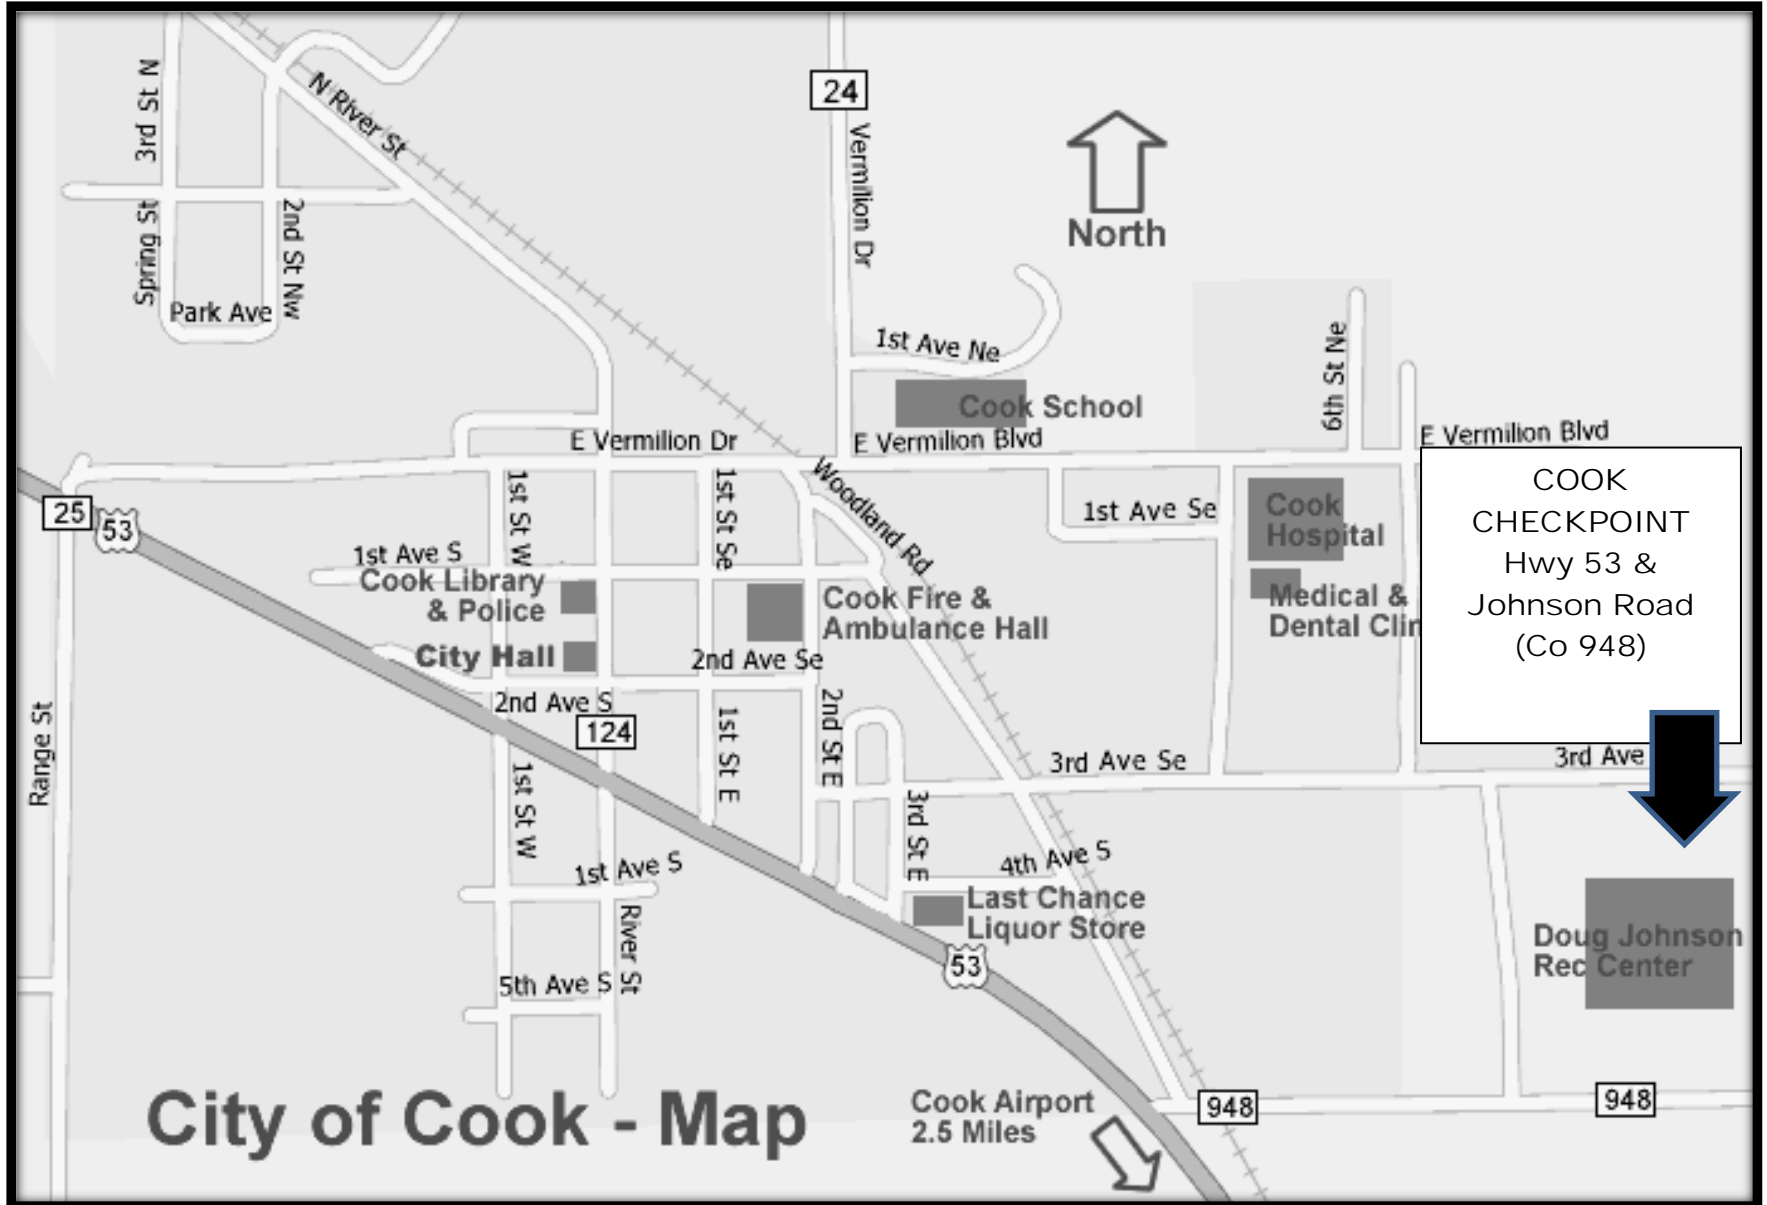 24
N River St
3rd St N
Vermilion Dr
North
Spring St
2nd St Nw
Park Ave
1st Ave Ne
6th St Ne
Cook School
E Vermilion Dr
E Vermilion Blvd
E Vermilion Blvd
COOK
CHECKPOINT
Hwy 53 &
Johnson Road
(Co 948)
25
53
1st St W
1st St Se
Woodland Rd
1st Ave Se
Cook
Hospital
1st Ave S
Cook Library
& Police
Cook Fire &
Ambulance Hall
Medical &
Dental Clin
City Hall
2nd Ave Se
2nd Ave S
124
Range St
1st St W
1st St E
2nd St E
3rd Ave Se
3rd Ave
3rd St E
4th Ave S
1st Ave S
Last Chance
Liquor Store
River St
Doug Johnson
Rec Center
53
5th Ave S
City of Cook - Map
Cook Airport
2.5 Miles
948
948